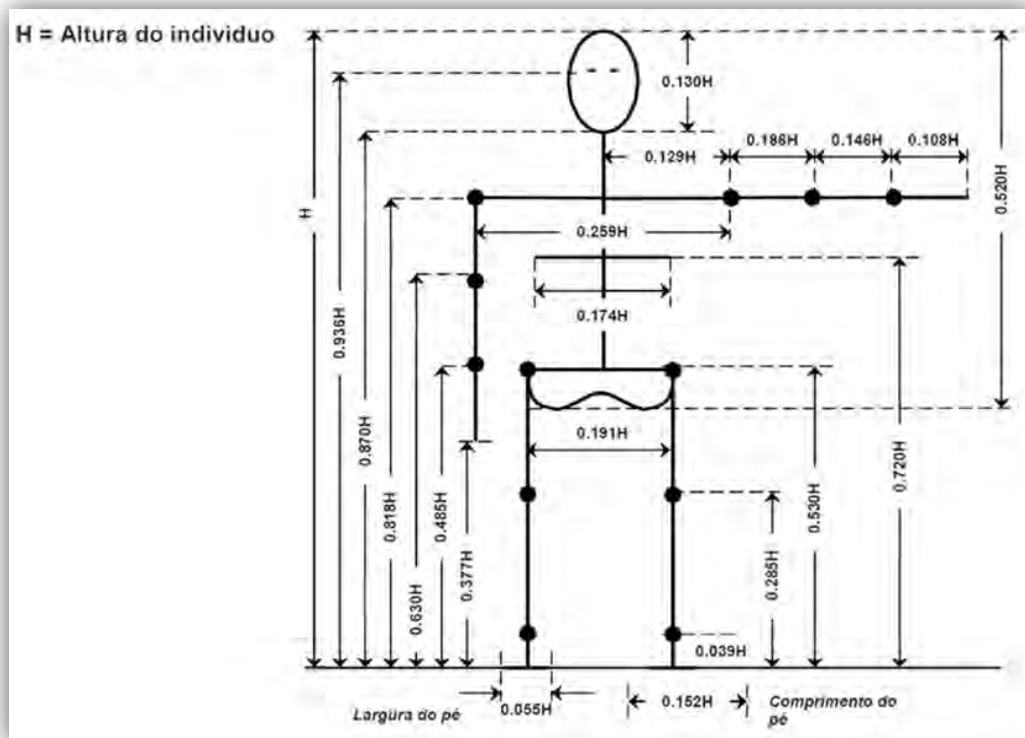 H = Altura do individuo
0.130H
0.186H
0.146H
0.108H
0.129H
0.520H
H
0.259H
0.936H
0.174H
0.870H
0.191H
0.720H
0.818H
0.485H
0.530H
0.630H
0.377H
0.285H
0.039H
Largura do pé
0.055H
0.152H
Comprimento do
pé